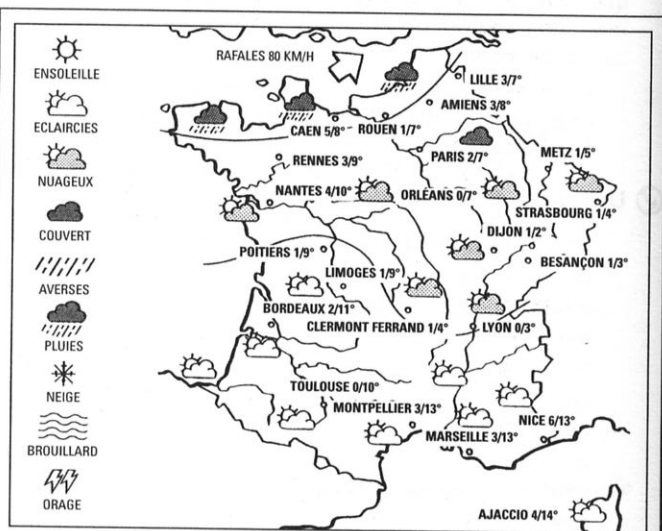 ENSOLEILLE
ECLAIRCIES
NUAGEUX
COUVERT
AVERSES
PLUIES
NEIGE
BROUILLARD
ORAGE
RAFALES 80 KM/H
LILLE 3/7°
AMIENS 3/8°
CAEN 5/8°
ROUEN 1/7°
PARIS 2/7°
METZ 1/5°
RENNES 3/9°
NANTES 4/10°
ORLÉANS 0/7°
STRASBOURG 1/4°
DIJON 1/2°
POITIERS 1/9°
BESANÇON 1/3°
LIMOGES 1/9°
BORDEAUX 2/11°
CLERMONT FERRAND 1/4°
LYON 0/3°
TOULOUSE 0/10°
MONTPELLIER 3/13°
NICE 6/13°
MARSEILLE 3/13°
AJACCIO 4/14°